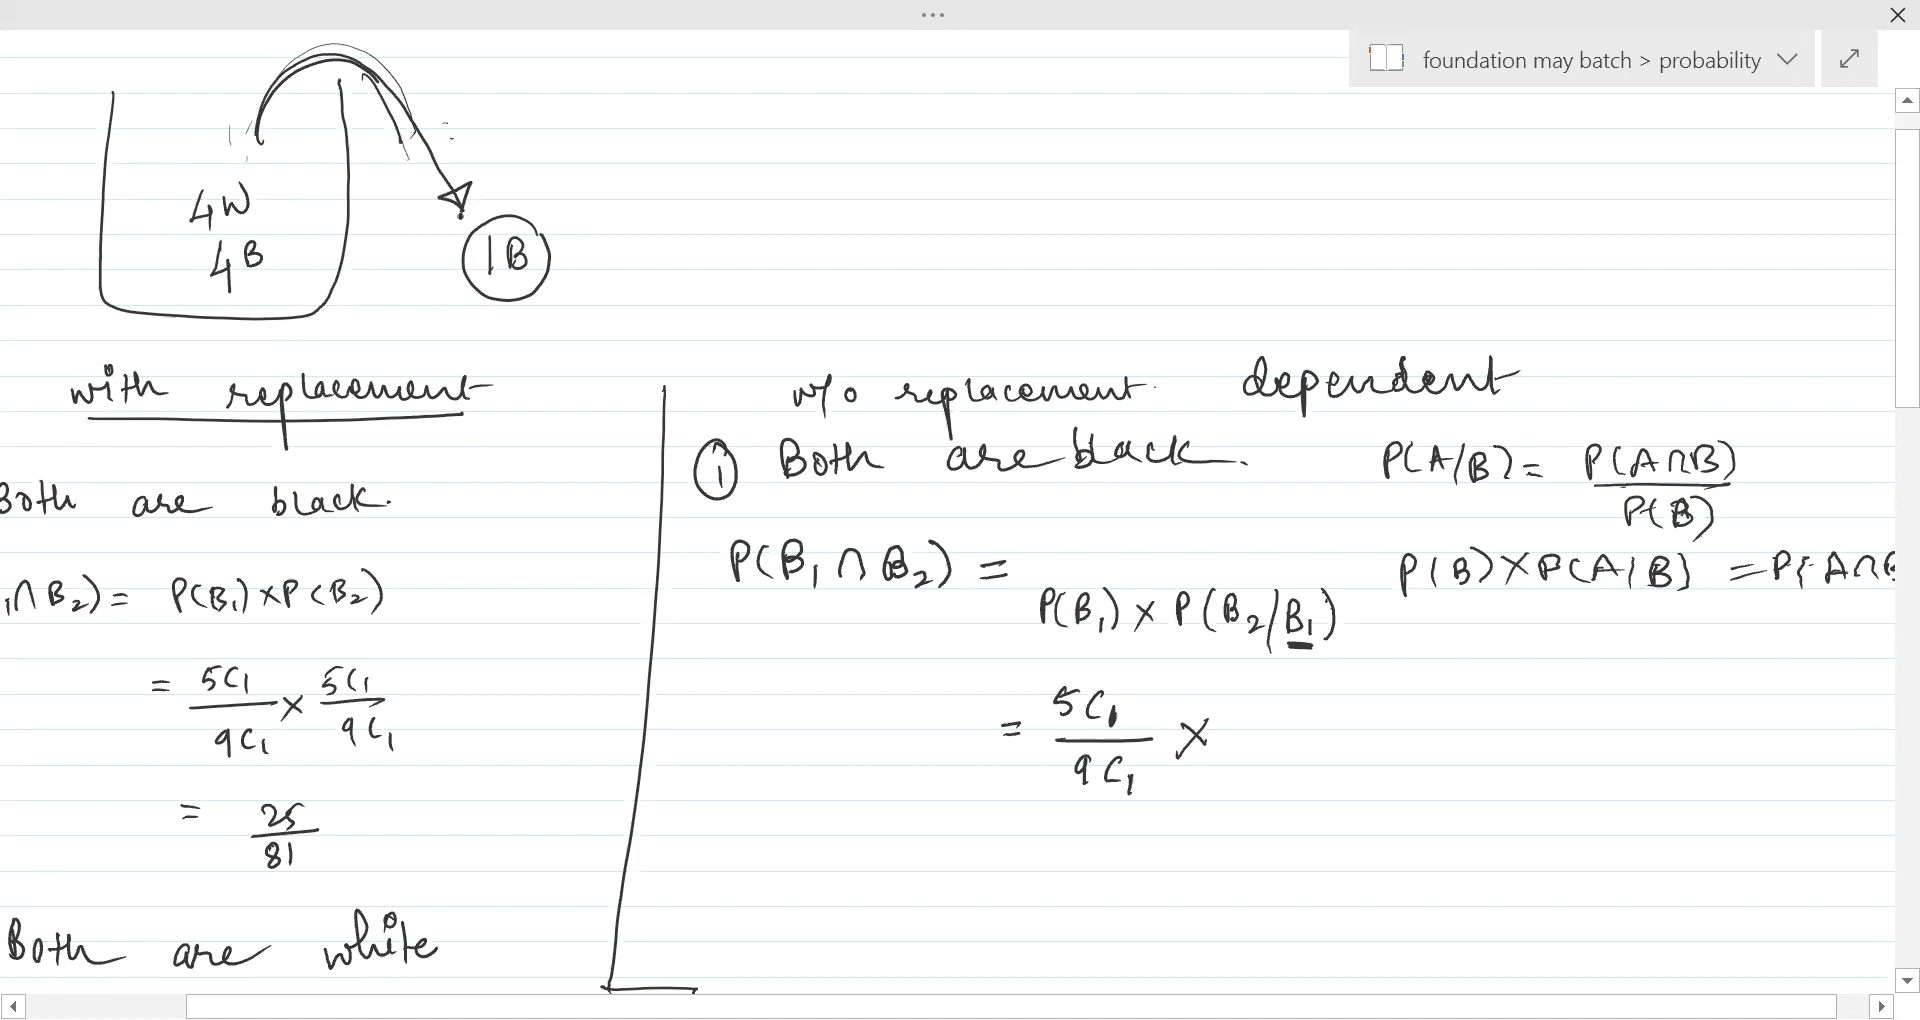 foundation may batch > probability
4W
4B
1B
with replacement
Both are black.
₁∩B₂) = P(B₁) × P(B₂)
= 5C₁/9C₁ × 5C₁/9C₁
= 25/81
Both are white
w/o replacement. dependent
① Both are black.
P(A/B) = P(A∩B)/P(B)
P(B) × P(A/B) = P(A∩B
P(B₁ ∩ B₂) =
P(B₁) × P(B₂/B₁)
= 5C₁/9C₁ ×